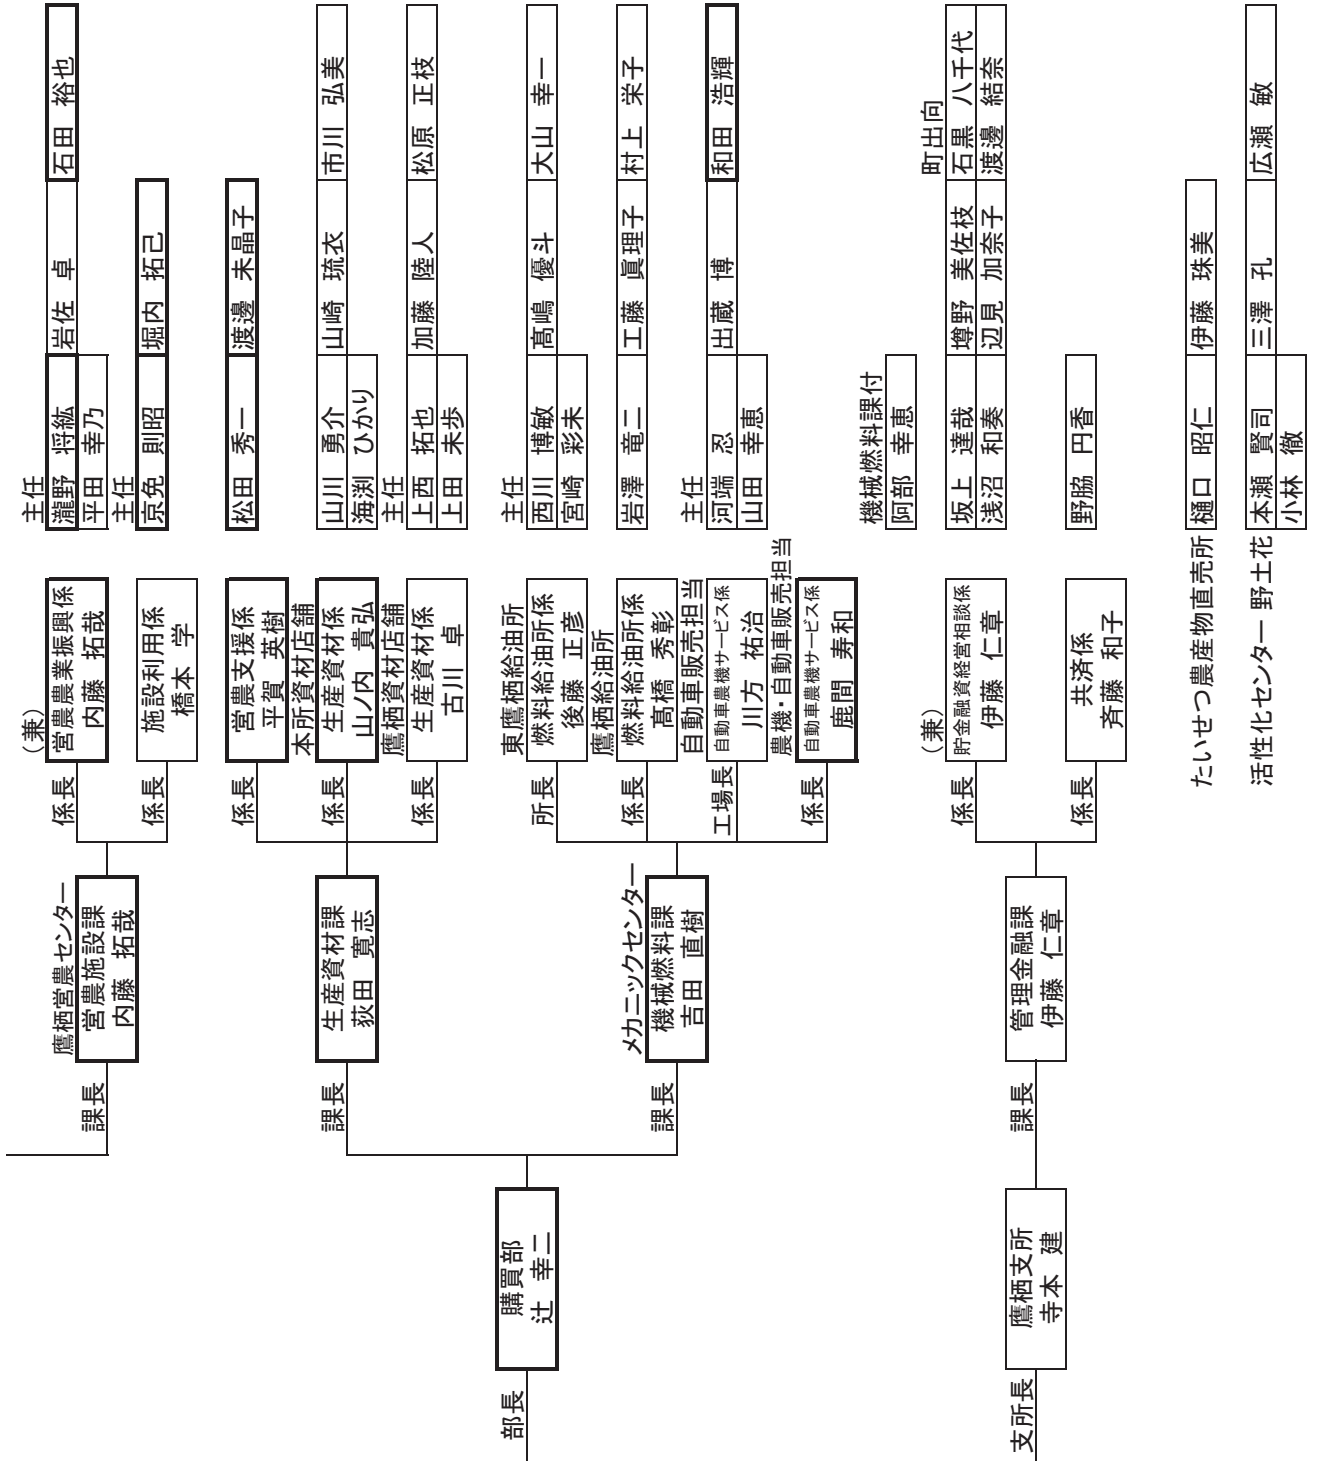 鷹栖営農センター
課長
営農施設課
内藤 拓哉
(兼)
係長
営農農業振興係
内藤 拓哉
主任
瀧野 将紘 岩佐 卓 石田 裕也
平田 幸乃
係長
施設利用係
橋本 学
主任
京免 則昭 堀内 拓己
部長
購買部
辻 幸二
課長
生産資材課
荻田 寛志
係長
営農支援係
平賀 英樹
松田 秀一 渡邊 未晶子
本所資材店舗
係長
生産資材係
山ノ内 貴弘
山川 勇介 山崎 琉衣 市川 弘美
海渕 ひかり
鷹栖資材店舗
係長
生産資材係
古川 卓
主任
上西 拓也 加藤 陸人 松原 正枝
上田 未歩
メカニックセンター
課長
機械燃料課
吉田 直樹
東鷹栖給油所
所長
燃料給油所係
後藤 正彦
主任
西川 博敏 髙嶋 優斗 大山 幸一
宮崎 彩未
鷹栖給油所
係長
燃料給油所係
髙橋 秀彰
岩澤 竜二 工藤 眞理子 村上 栄子
自動車販売担当
工場長
自動車農機サービス係
川方 祐治
主任
河端 忍 出蔵 博 和田 浩輝
山田 幸恵
農機・自動車販売担当
係長
自動車農機サービス係
鹿間 寿和
機械燃料課付
阿部 幸恵
支所長
鷹栖支所
寺本 建
課長
管理金融課
伊藤 仁章
(兼)
係長
貯金融資経営相談係
伊藤 仁章
町出向
坂上 達哉 墫野 美佐枝 石黒 八千代
浅沼 和奏 辺見 加奈子 渡邊 結奈
係長
共済係
斉藤 和子
野脇 円香
たいせつ農産物直売所
樋口 昭仁 伊藤 珠美
活性化センター 野土花
本瀬 賢司 三澤 孔 広瀬 敏
小林 徹